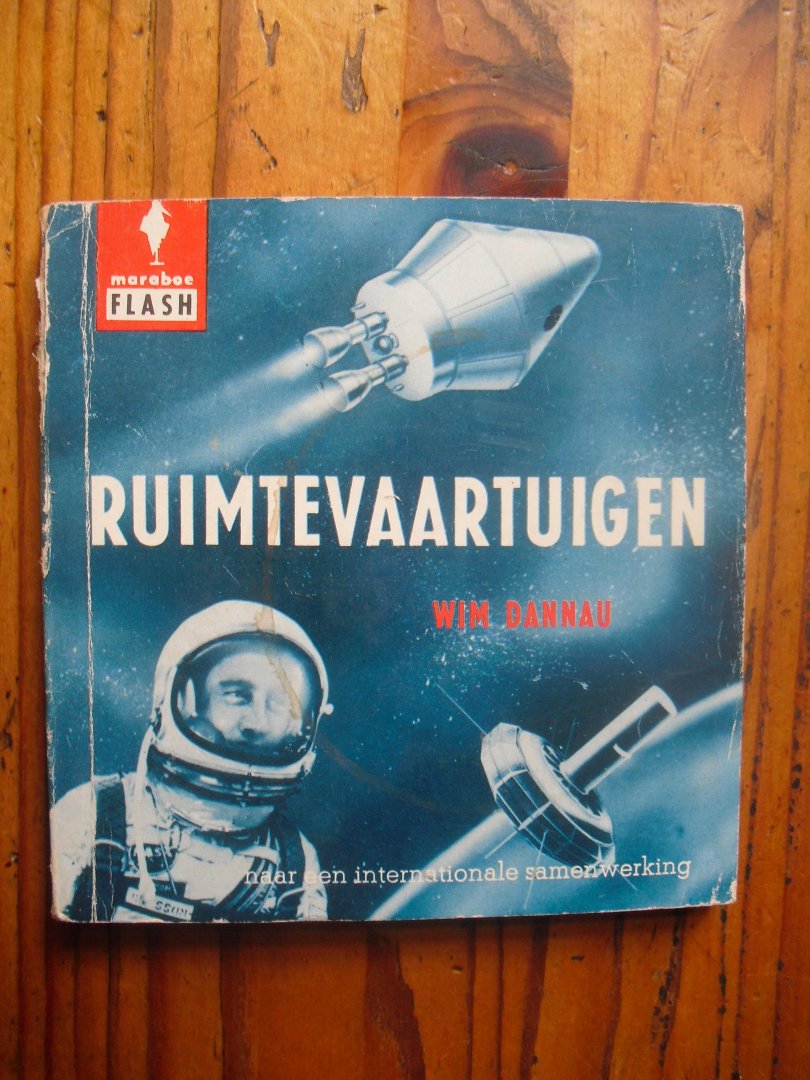 maraboe
FLASH
RUIMTEVAARTUIGEN
WIM DANNAU
naar een internationale samenwerking